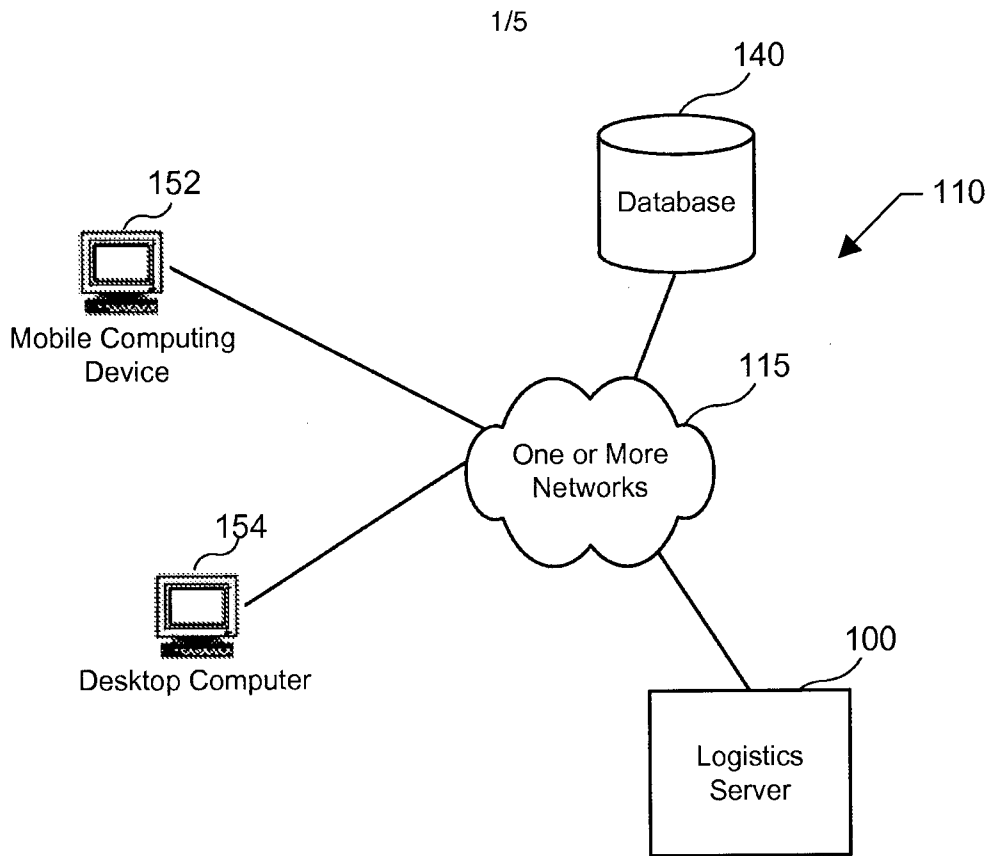 1/5
140
Database
110
152
Mobile Computing
Device
115
One or More
Networks
154
Desktop Computer
100
Logistics
Server